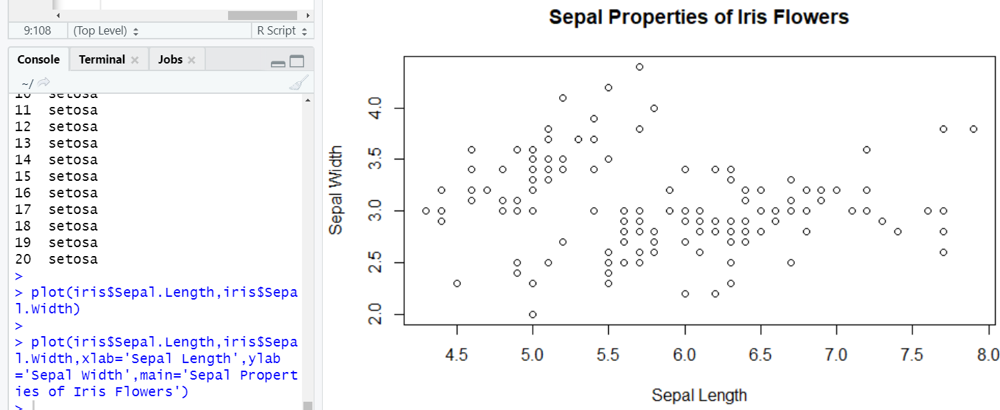 9:108 (Top Level) R Script
Console Terminal Jobs
~/
10 setosa
11 setosa
12 setosa
13 setosa
14 setosa
15 setosa
16 setosa
17 setosa
18 setosa
19 setosa
20 setosa
>
> plot(iris$Sepal.Length,iris$Sepa
l.Width)
>
> plot(iris$Sepal.Length,iris$Sepa
l.Width,xlab='Sepal Length',ylab
='Sepal Width',main='Sepal Propert
ies of Iris Flowers')
>
Sepal Properties of Iris Flowers
Sepal Width
4.0
3.5
3.0
2.5
2.0
4.5 5.0 5.5 6.0 6.5 7.0 7.5 8.0
Sepal Length